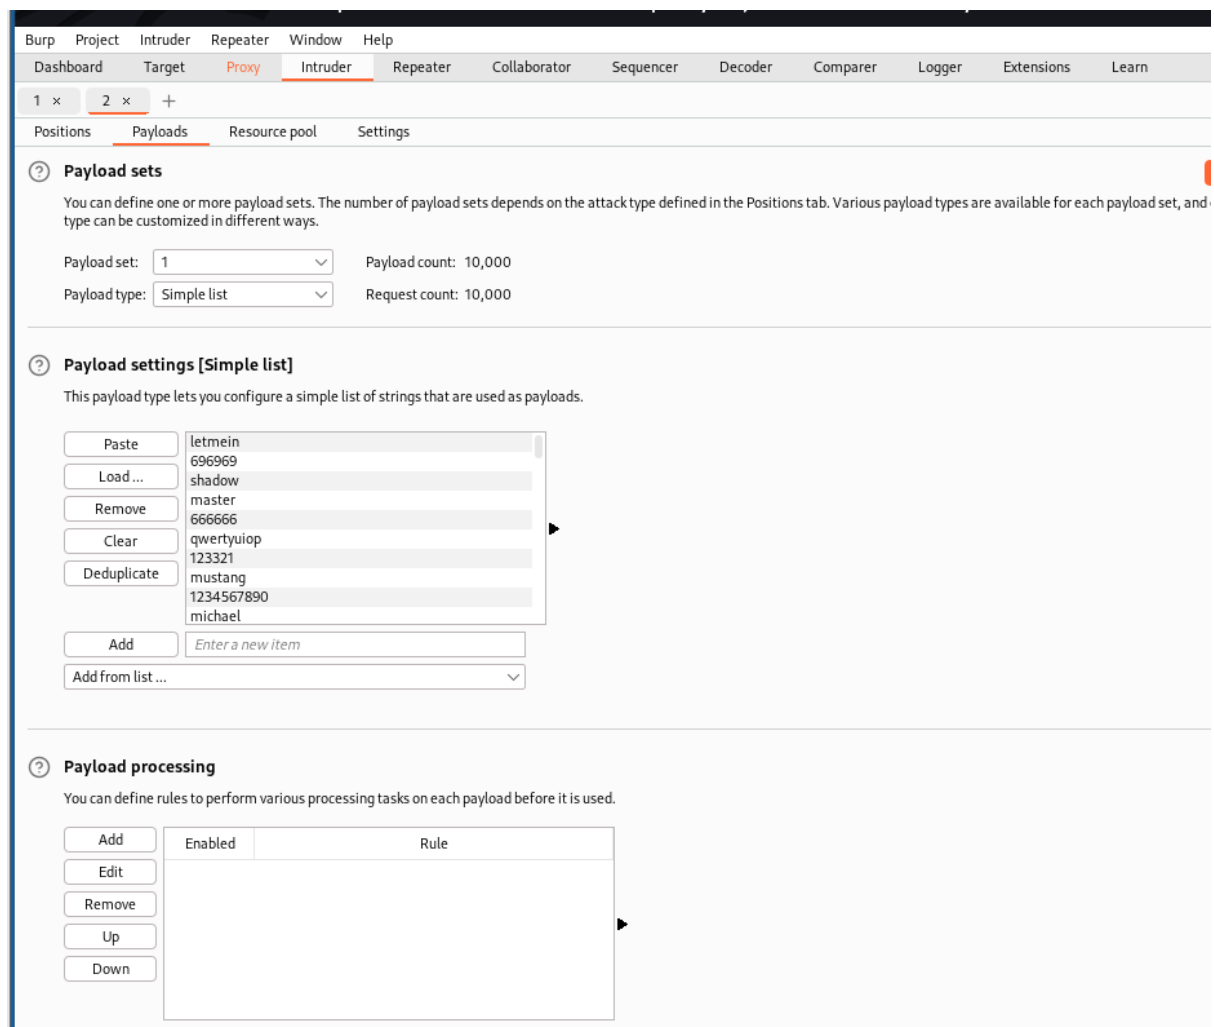 Burp Project Intruder Repeater Window Help
Dashboard Target Proxy Intruder Repeater Collaborator Sequencer Decoder Comparer Logger Extensions Learn
1 × 2 × +
Positions Payloads Resource pool Settings
? Payload sets
You can define one or more payload sets. The number of payload sets depends on the attack type defined in the Positions tab. Various payload types are available for each payload set, and
type can be customized in different ways.
Payload set: 1 Payload count: 10,000
Payload type: Simple list Request count: 10,000
? Payload settings [Simple list]
This payload type lets you configure a simple list of strings that are used as payloads.
Paste
Load ...
Remove
Clear
Deduplicate
letmein
696969
shadow
master
666666
qwertyuiop
123321
mustang
1234567890
michael
Add Enter a new item
Add from list ...
? Payload processing
You can define rules to perform various processing tasks on each payload before it is used.
Add
Edit
Remove
Up
Down
Enabled Rule